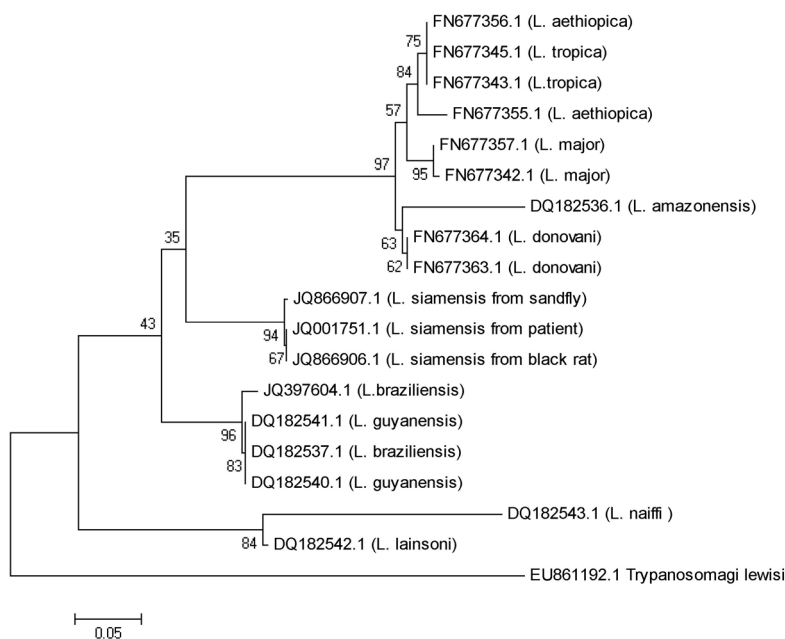 FN677356.1 (L. aethiopica)
75
FN677345.1 (L. tropica)
84
FN677343.1 (L.tropica)
57
FN677355.1 (L. aethiopica)
FN677357.1 (L. major)
97
95
FN677342.1 (L. major)
DQ182536.1 (L. amazonensis)
35
63
FN677364.1 (L. donovani)
62
FN677363.1 (L. donovani)
JQ866907.1 (L. siamensis from sandfly)
43
94
JQ001751.1 (L. siamensis from patient)
67
JQ866906.1 (L. siamensis from black rat)
JQ397604.1 (L.braziliensis)
96
DQ182541.1 (L. guyanensis)
83
DQ182537.1 (L. braziliensis)
DQ182540.1 (L. guyanensis)
DQ182543.1 (L. naiffi )
84
DQ182542.1 (L. lainsoni)
EU861192.1 Trypanosomagi lewisi
0.05